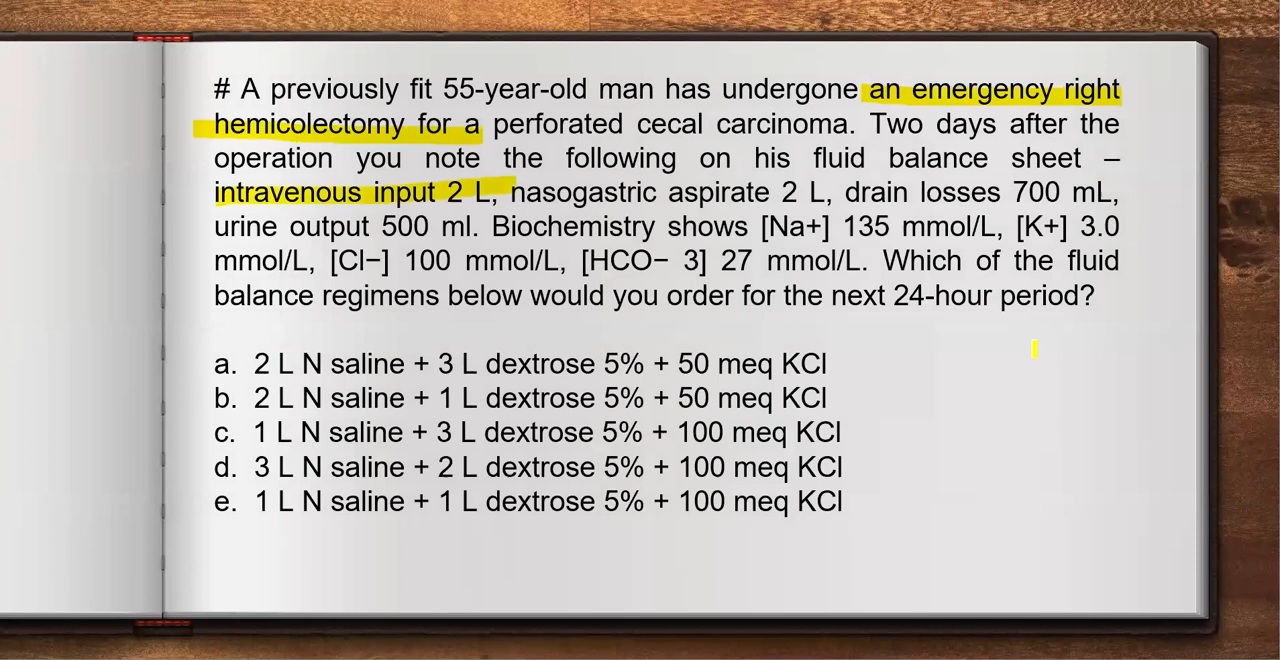 # A previously fit 55-year-old man has undergone an emergency right
hemicolectomy for a perforated cecal carcinoma. Two days after the
operation you note the following on his fluid balance sheet –
intravenous input 2 L, nasogastric aspirate 2 L, drain losses 700 mL,
urine output 500 ml. Biochemistry shows [Na+] 135 mmol/L, [K+] 3.0
mmol/L, [Cl−] 100 mmol/L, [HCO− 3] 27 mmol/L. Which of the fluid
balance regimens below would you order for the next 24-hour period?
a. 2 L N saline + 3 L dextrose 5% + 50 meq KCl
b. 2 L N saline + 1 L dextrose 5% + 50 meq KCl
c. 1 L N saline + 3 L dextrose 5% + 100 meq KCl
d. 3 L N saline + 2 L dextrose 5% + 100 meq KCl
e. 1 L N saline + 1 L dextrose 5% + 100 meq KCl